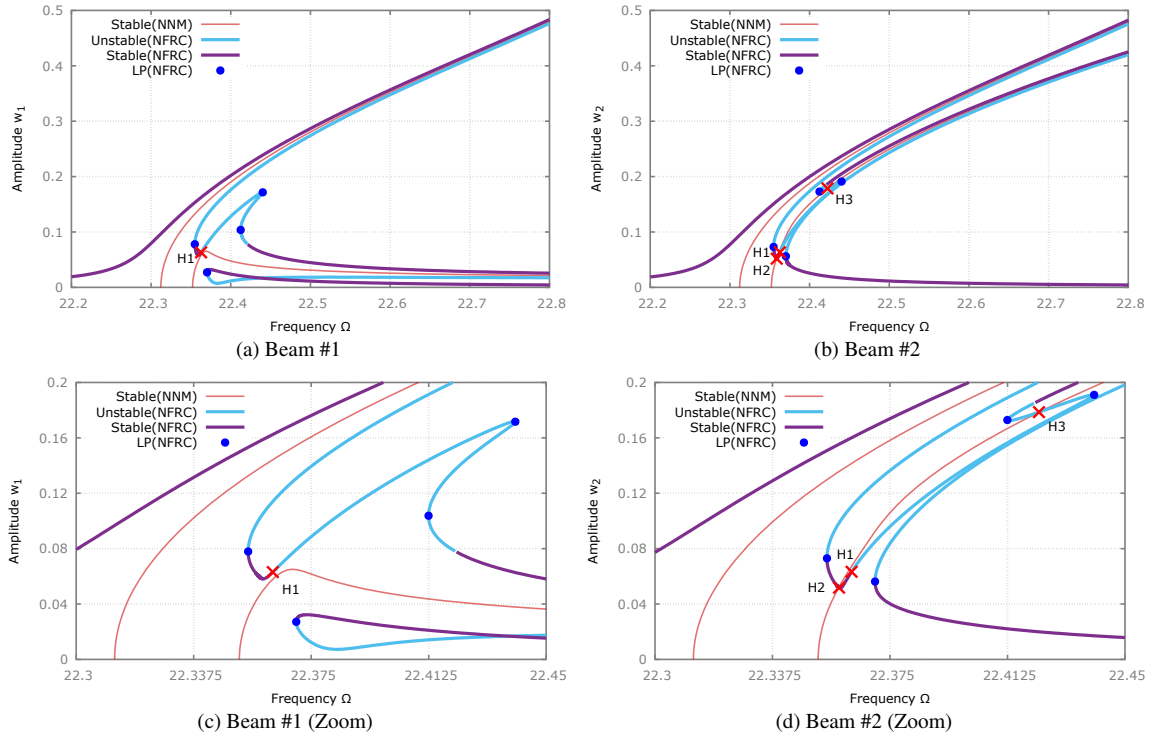 Stable(NNM)
Unstable(NFRC)
Stable(NFRC)
LP(NFRC)
Amplitude w1
0.5
0.4
0.3
0.2
0.1
0
H1
22.2 22.3 22.4 22.5 22.6 22.7 22.8
Frequency Ω
(a) Beam #1
Stable(NNM)
Unstable(NFRC)
Stable(NFRC)
LP(NFRC)
Amplitude w2
0.5
0.4
0.3
0.2
0.1
0
H3
H1
H2
22.2 22.3 22.4 22.5 22.6 22.7 22.8
Frequency Ω
(b) Beam #2
Stable(NNM)
Unstable(NFRC)
Stable(NFRC)
LP(NFRC)
Amplitude w1
0.2
0.16
0.12
0.08
0.04
0
H1
22.3 22.3375 22.375 22.4125 22.45
Frequency Ω
(c) Beam #1 (Zoom)
Stable(NNM)
Unstable(NFRC)
Stable(NFRC)
LP(NFRC)
Amplitude w2
0.2
0.16
0.12
0.08
0.04
0
H3
H1
H2
22.3 22.3375 22.375 22.4125 22.45
Frequency Ω
(d) Beam #2 (Zoom)